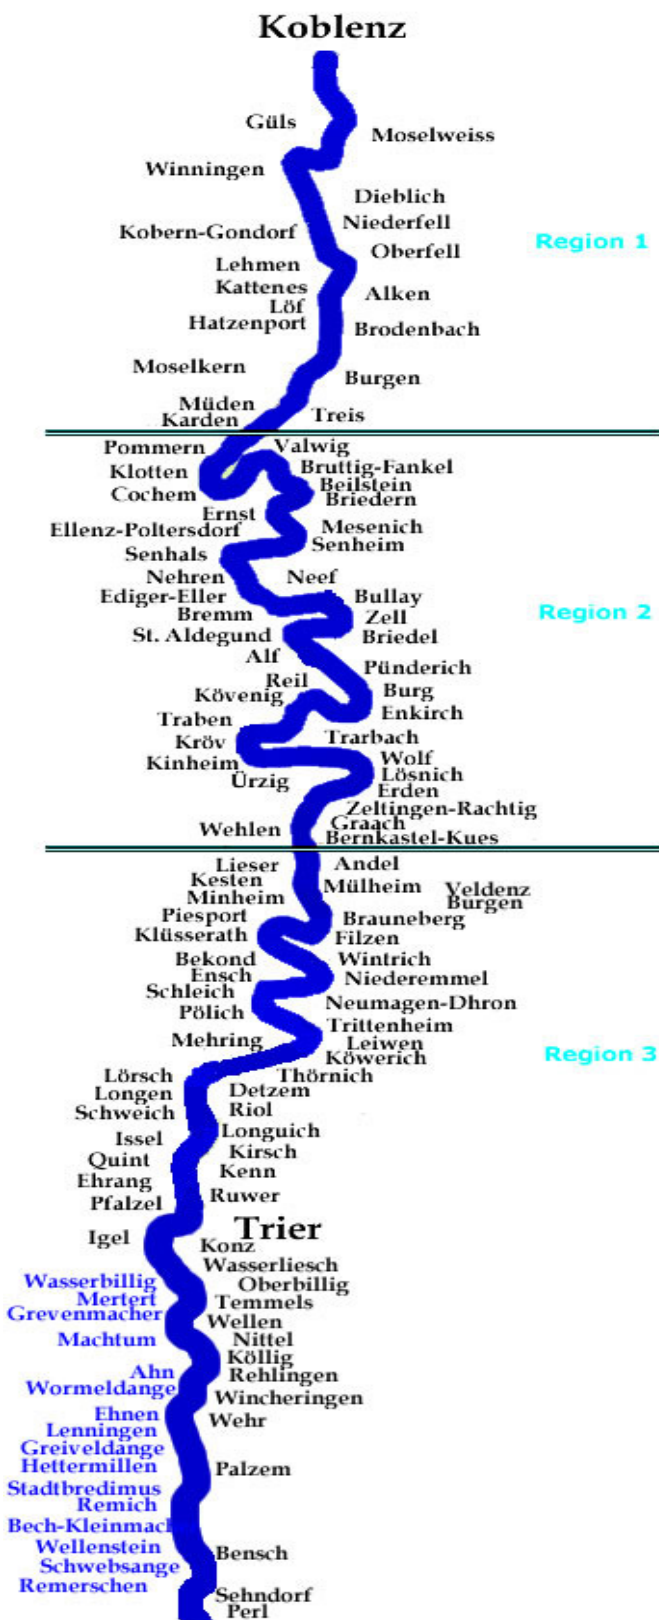 Koblenz
Güls
Moselweiss
Winningen
Dieblich
Niederfell
Kobern-Gondorf
Region 1
Oberfell
Lehmen
Kattenes
Alken
Löf
Hatzenport
Brodenbach
Moselkern
Burgen
Müden
Treis
Karden
Pommern
Valwig
Bruttig-Fankel
Klotten
Beilstein
Cochem
Briedern
Ernst
Mesenich
Ellenz-Poltersdorf
Senheim
Senhals
Nehren
Neef
Ediger-Eller
Bullay
Bremm
Zell
Region 2
St. Aldegund
Briedel
Alf
Pünderich
Reil
Burg
Kövenig
Enkirch
Traben
Trarbach
Kröv
Wolf
Kinheim
Lösnich
Ürzig
Erden
Zeltingen-Rachtig
Graach
Wehlen
Bernkastel-Kues
Lieser
Andel
Kesten
Mülheim
Veldenz
Minheim
Burgen
Piesport
Brauneberg
Klüsserath
Filzen
Bekond
Wintrich
Ensch
Niederemmel
Schleich
Neumagen-Dhron
Pölich
Trittenheim
Mehring
Leiwen
Köwerich
Region 3
Lörsch
Thörnich
Longen
Detzem
Schweich
Riol
Issel
Longuich
Quint
Kirsch
Ehrang
Kenn
Pfalzel
Ruwer
Trier
Igel
Konz
Wasserliesch
Wasserbillig
Oberbillig
Mertert
Temmels
Grevenmacher
Wellen
Machtum
Nittel
Köllig
Ahn
Rehlingen
Wormeldange
Wincheringen
Ehnen
Wehr
Lenningen
Greiveldange
Hettermillen
Palzem
Stadtbredimus
Remich
Bech-Kleinmach
Wellenstein
Bensch
Schwebsange
Remerschen
Sehndorf
Perl